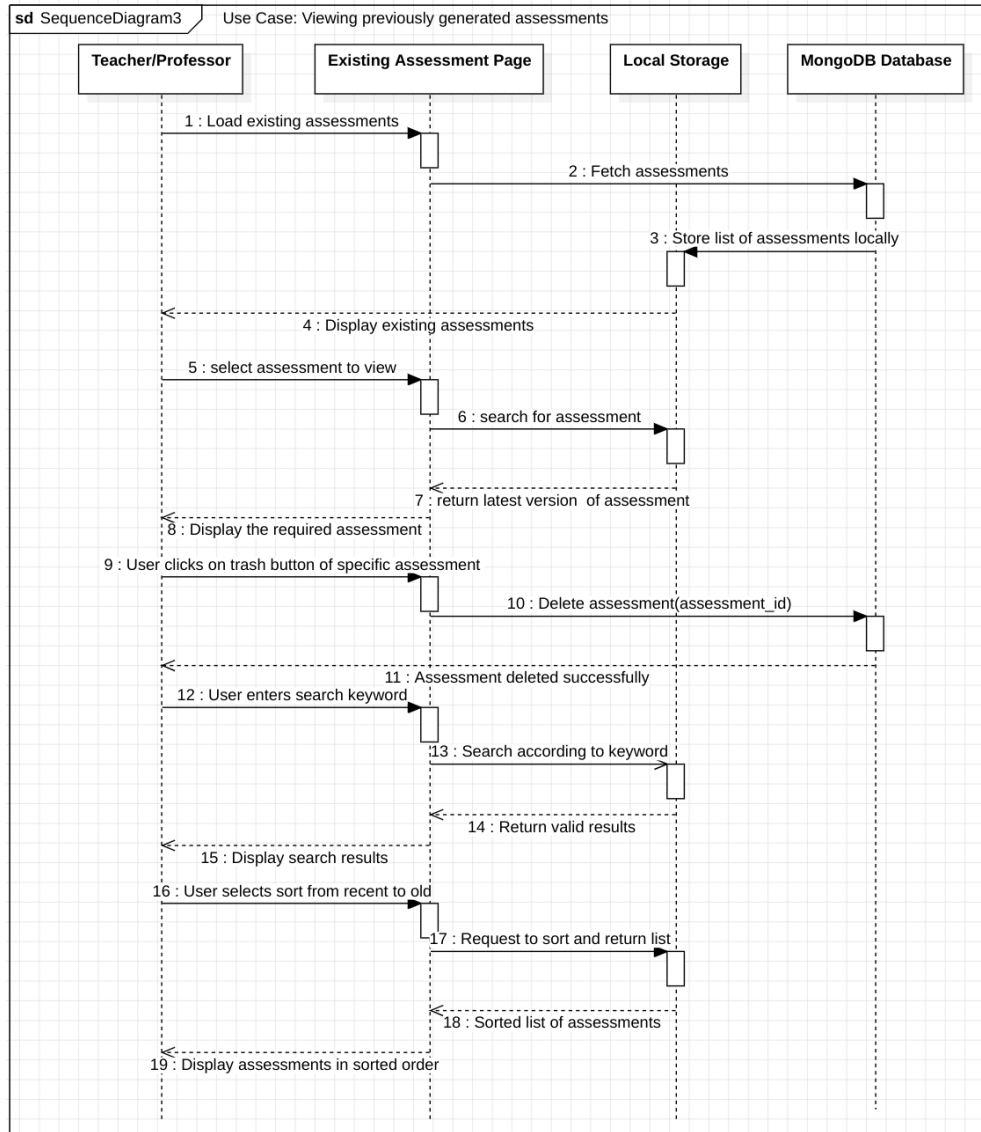 sd SequenceDiagram3
Use Case: Viewing previously generated assessments
Teacher/Professor
Existing Assessment Page
Local Storage
MongoDB Database
1 : Load existing assessments
2 : Fetch assessments
3 : Store list of assessments locally
4 : Display existing assessments
5 : select assessment to view
6 : search for assessment
7 : return latest version of assessment
8 : Display the required assessment
9 : User clicks on trash button of specific assessment
10 : Delete assessment(assessment_id)
11 : Assessment deleted successfully
12 : User enters search keyword
13 : Search according to keyword
14 : Return valid results
15 : Display search results
16 : User selects sort from recent to old
17 : Request to sort and return list
18 : Sorted list of assessments
19 : Display assessments in sorted order